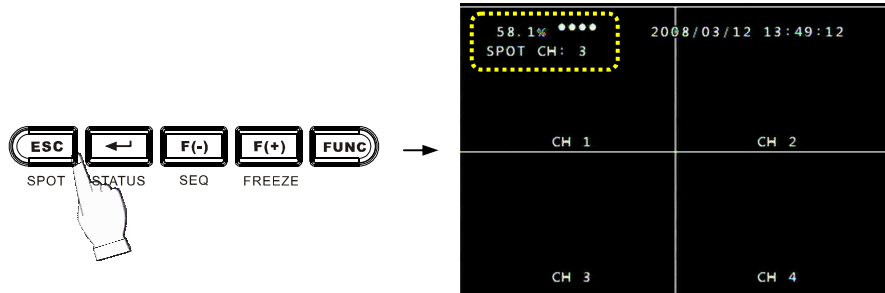 ESC F(-) F(+) FUNC
SPOT STATUS SEQ FREEZE
58.1% 2008/03/12 13:49:12
SPOT CH: 3
CH 1 CH 2
CH 3 CH 4